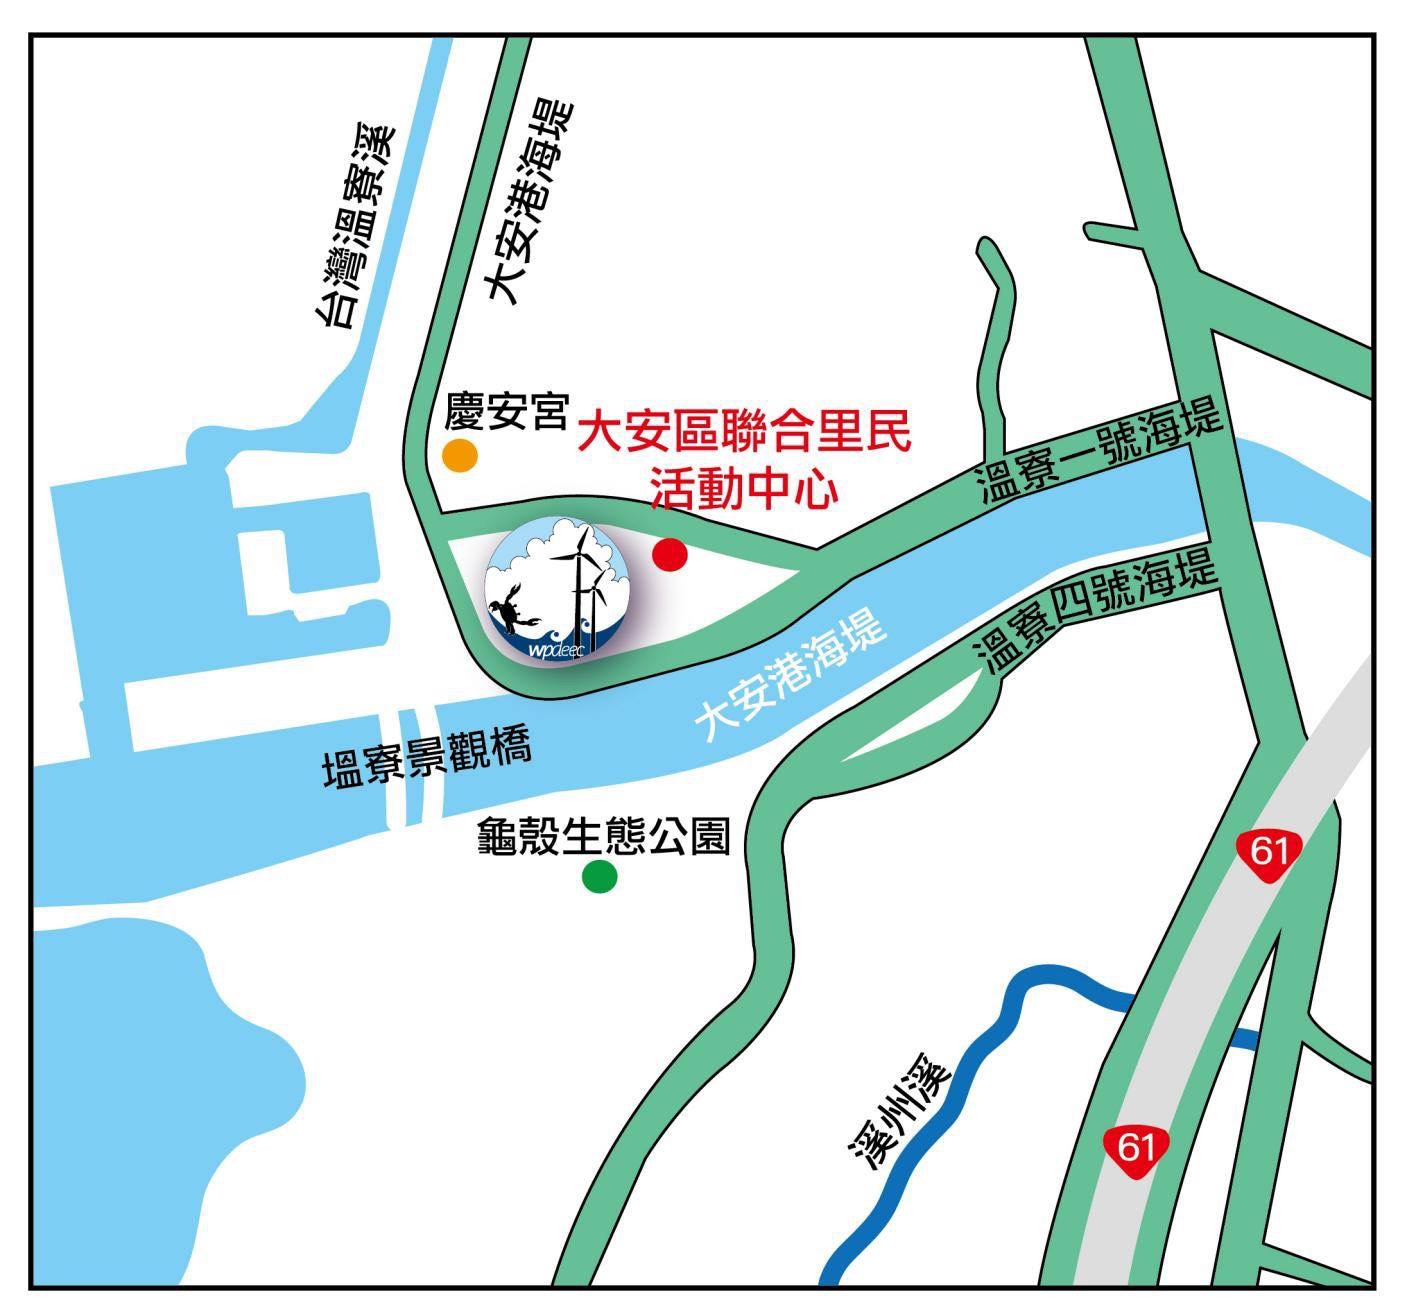 台灣溫寮溪
大安港海堤
慶安宮
大安區聯合里民
活動中心
溫寮一號海堤
溫寮四號海堤
wpdeec
大安港海堤
塭寮景觀橋
龜殼生態公園
61
溪州溪
61